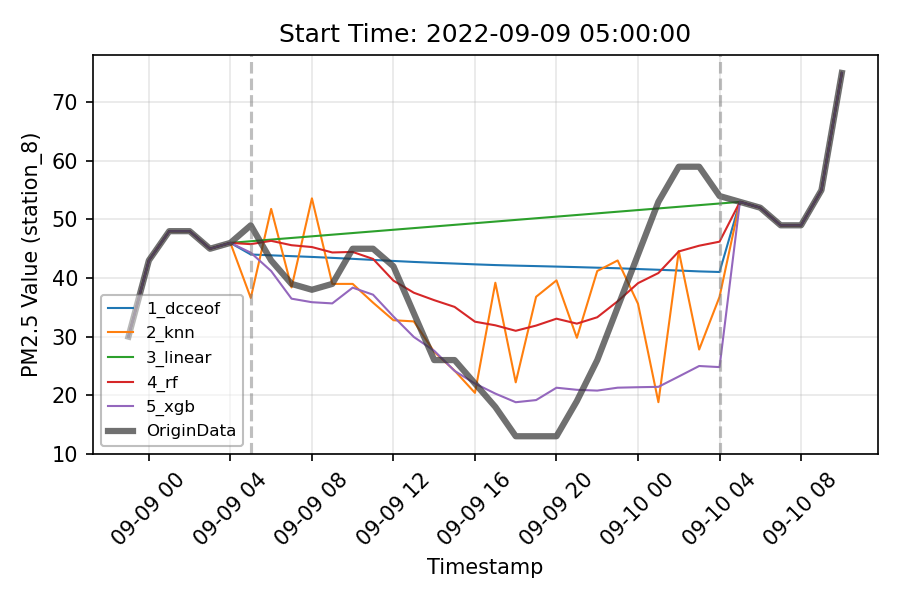 Start Time: 2022-09-09 05:00:00
PM2.5 Value (station_8)
70
60
50
40
30
20
10
1_dcceof
2_knn
3_linear
4_rf
5_xgb
OriginData
09-09 00
09-09 04
09-09 08
09-09 12
09-09 16
09-09 20
09-10 00
09-10 04
09-10 08
Timestamp